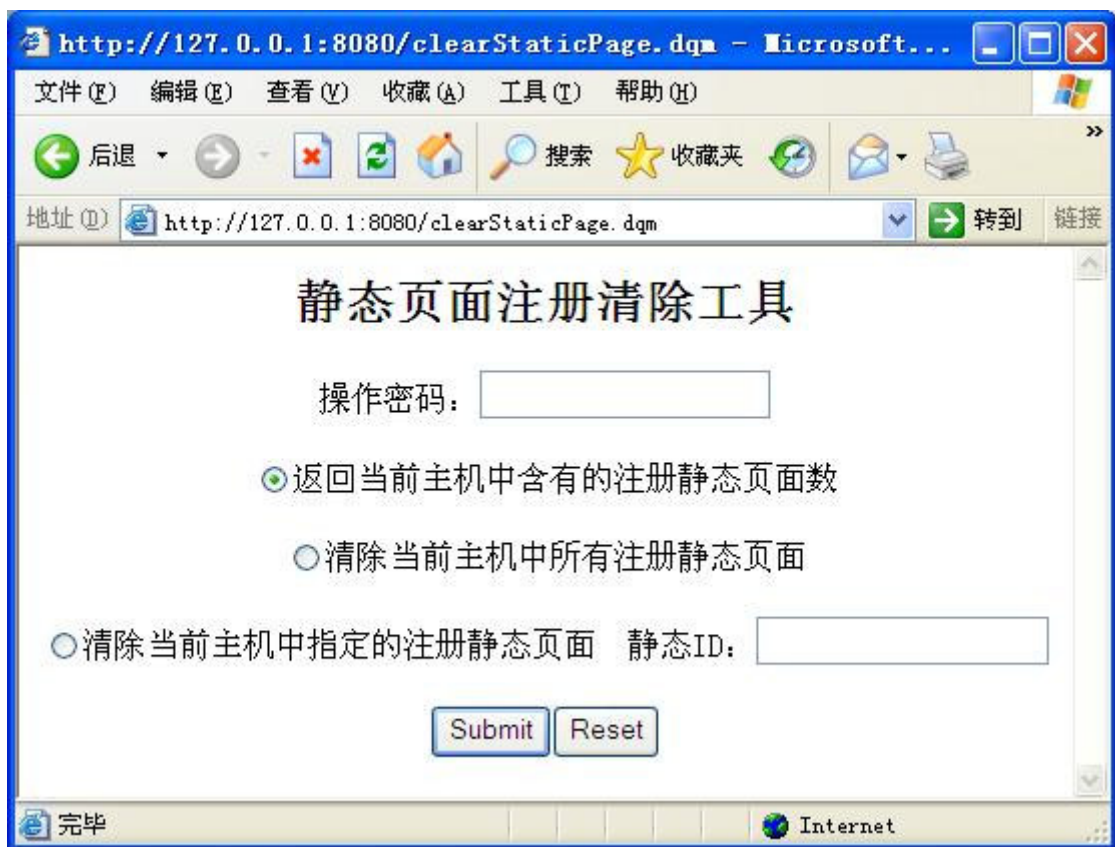 http://127.0.0.1:8080/clearStaticPage.dqm - Microsoft...
文件(F) 编辑(E) 查看(V) 收藏(A) 工具(T) 帮助(H)
后退 搜索 收藏夹 »
地址(D) http://127.0.0.1:8080/clearStaticPage.dqm 转到 链接
静态页面注册清除工具
操作密码：
返回当前主机中含有的注册静态页面数
清除当前主机中所有注册静态页面
清除当前主机中指定的注册静态页面 静态ID：
Submit Reset
完毕 Internet